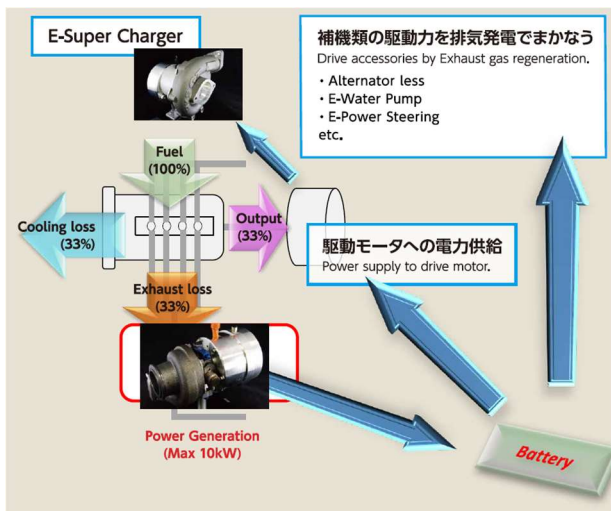 E-Super Charger
補機類の駆動力を排気発電でまかなう
Drive accessories by Exhaust gas regeneration.
・Alternator less
・E-Water Pump
・E-Power Steering
etc.
Fuel
(100%)
Cooling loss
(33%)
Output
(33%)
駆動モータへの電力供給
Power supply to drive motor.
Exhaust loss
(33%)
Power Generation
(Max 10kW)
Battery